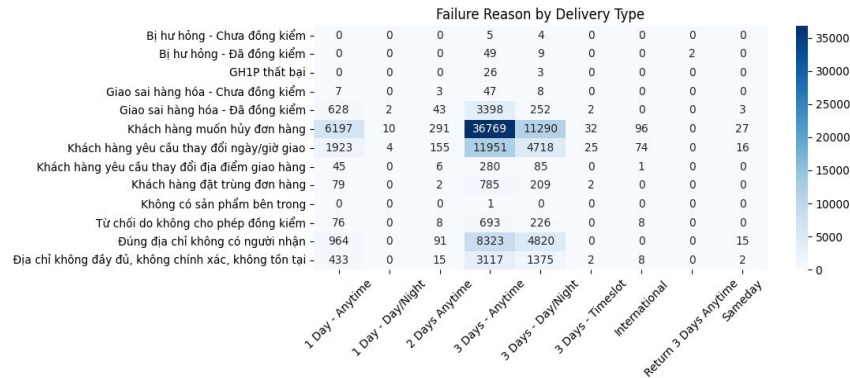 Failure Reason by Delivery Type
Bị hư hỏng - Chưa đồng kiểm 0 0 0 5 4 0 0 0 0
Bị hư hỏng - Đã đồng kiểm 0 0 0 49 9 0 0 2 0
GH1P thất bại 0 0 0 26 3 0 0 0 0
Giao sai hàng hóa - Chưa đồng kiểm 7 0 3 47 8 0 0 0 0
Giao sai hàng hóa - Đã đồng kiểm 628 2 43 3398 252 2 0 0 3
Khách hàng muốn hủy đơn hàng 6197 10 291 36769 11290 32 96 0 27
Khách hàng yêu cầu thay đổi ngày/giờ giao 1923 4 155 11951 4718 25 74 0 16
Khách hàng yêu cầu thay đổi địa điểm giao hàng 45 0 6 280 85 0 1 0 0
Khách hàng đặt trùng đơn hàng 79 0 2 785 209 2 0 0 0
Không có sản phẩm bên trong 0 0 0 1 0 0 0 0 0
Từ chối do không cho phép đồng kiểm 76 0 8 693 226 0 8 0 0
Đúng địa chỉ không có người nhận 964 0 91 8323 4820 0 0 0 15
Địa chỉ không đầy đủ, không chính xác, không tồn tại 433 0 15 3117 1375 2 8 0 2
1 Day - Anytime
1 Day - Day/Night
2 Days Anytime
3 Days - Anytime
3 Days - Day/Night
3 Days - Timeslot
International
Return 3 Days Anytime
Sameday
35000
30000
25000
20000
15000
10000
5000
0